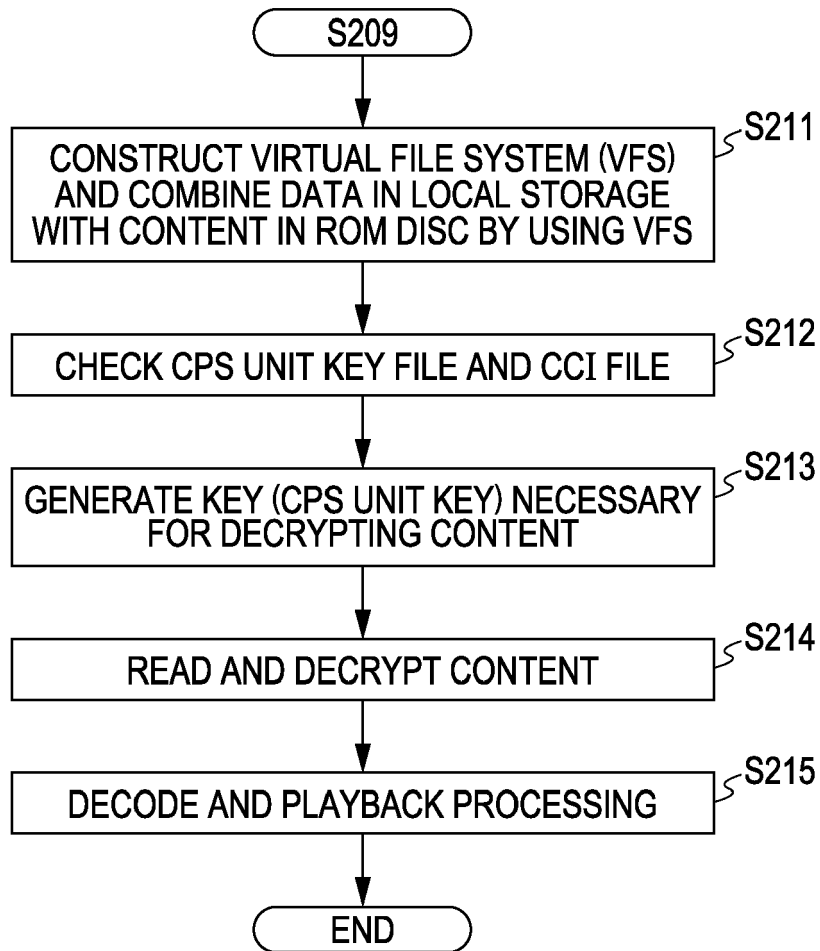 S209
S211
CONSTRUCT VIRTUAL FILE SYSTEM (VFS)
AND COMBINE DATA IN LOCAL STORAGE
WITH CONTENT IN ROM DISC BY USING VFS
S212
CHECK CPS UNIT KEY FILE AND CCI FILE
S213
GENERATE KEY (CPS UNIT KEY) NECESSARY
FOR DECRYPTING CONTENT
S214
READ AND DECRYPT CONTENT
S215
DECODE AND PLAYBACK PROCESSING
END